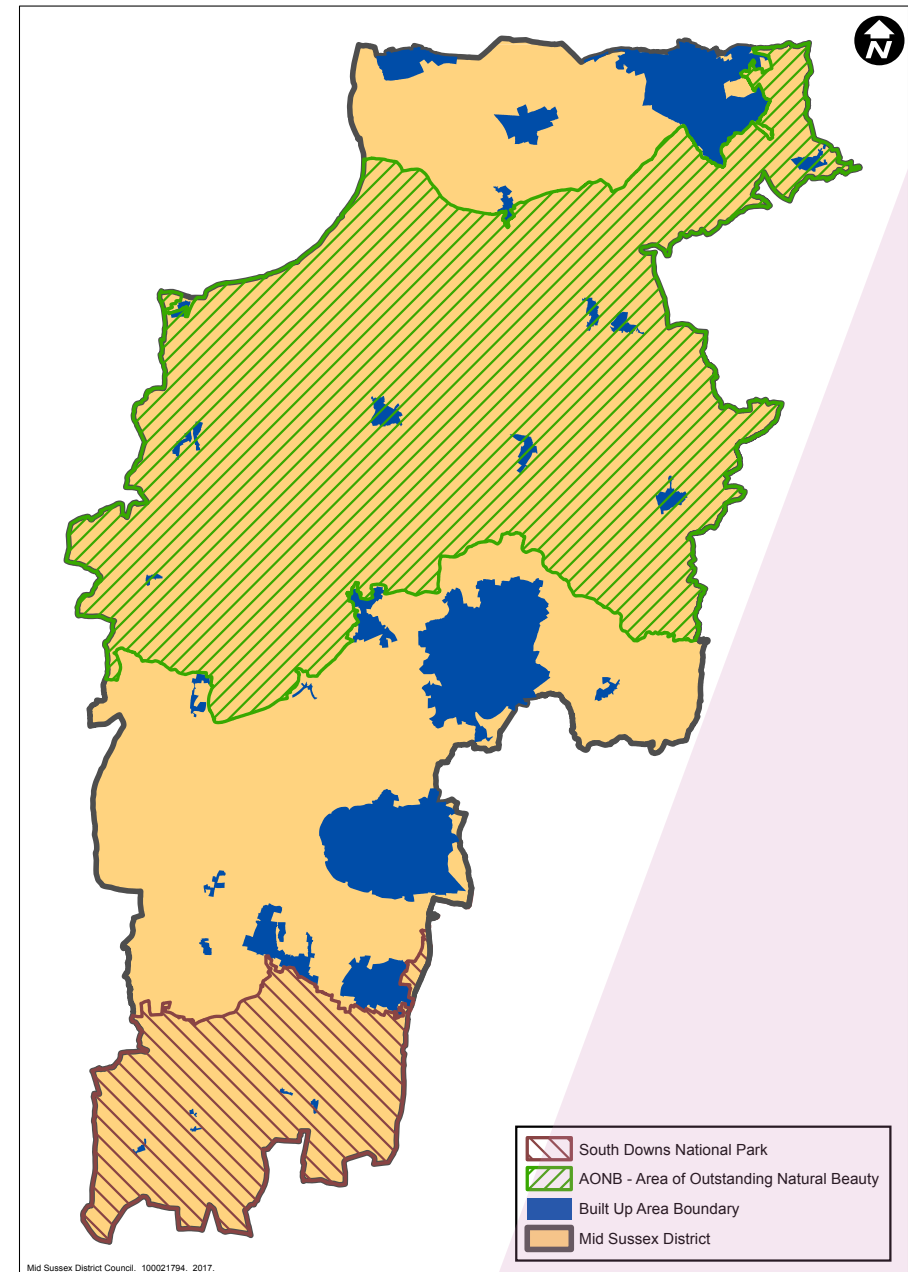 N
South Downs National Park
AONB - Area of Outstanding Natural Beauty
Built Up Area Boundary
Mid Sussex District
Mid Sussex District Council. 100021794. 2017.